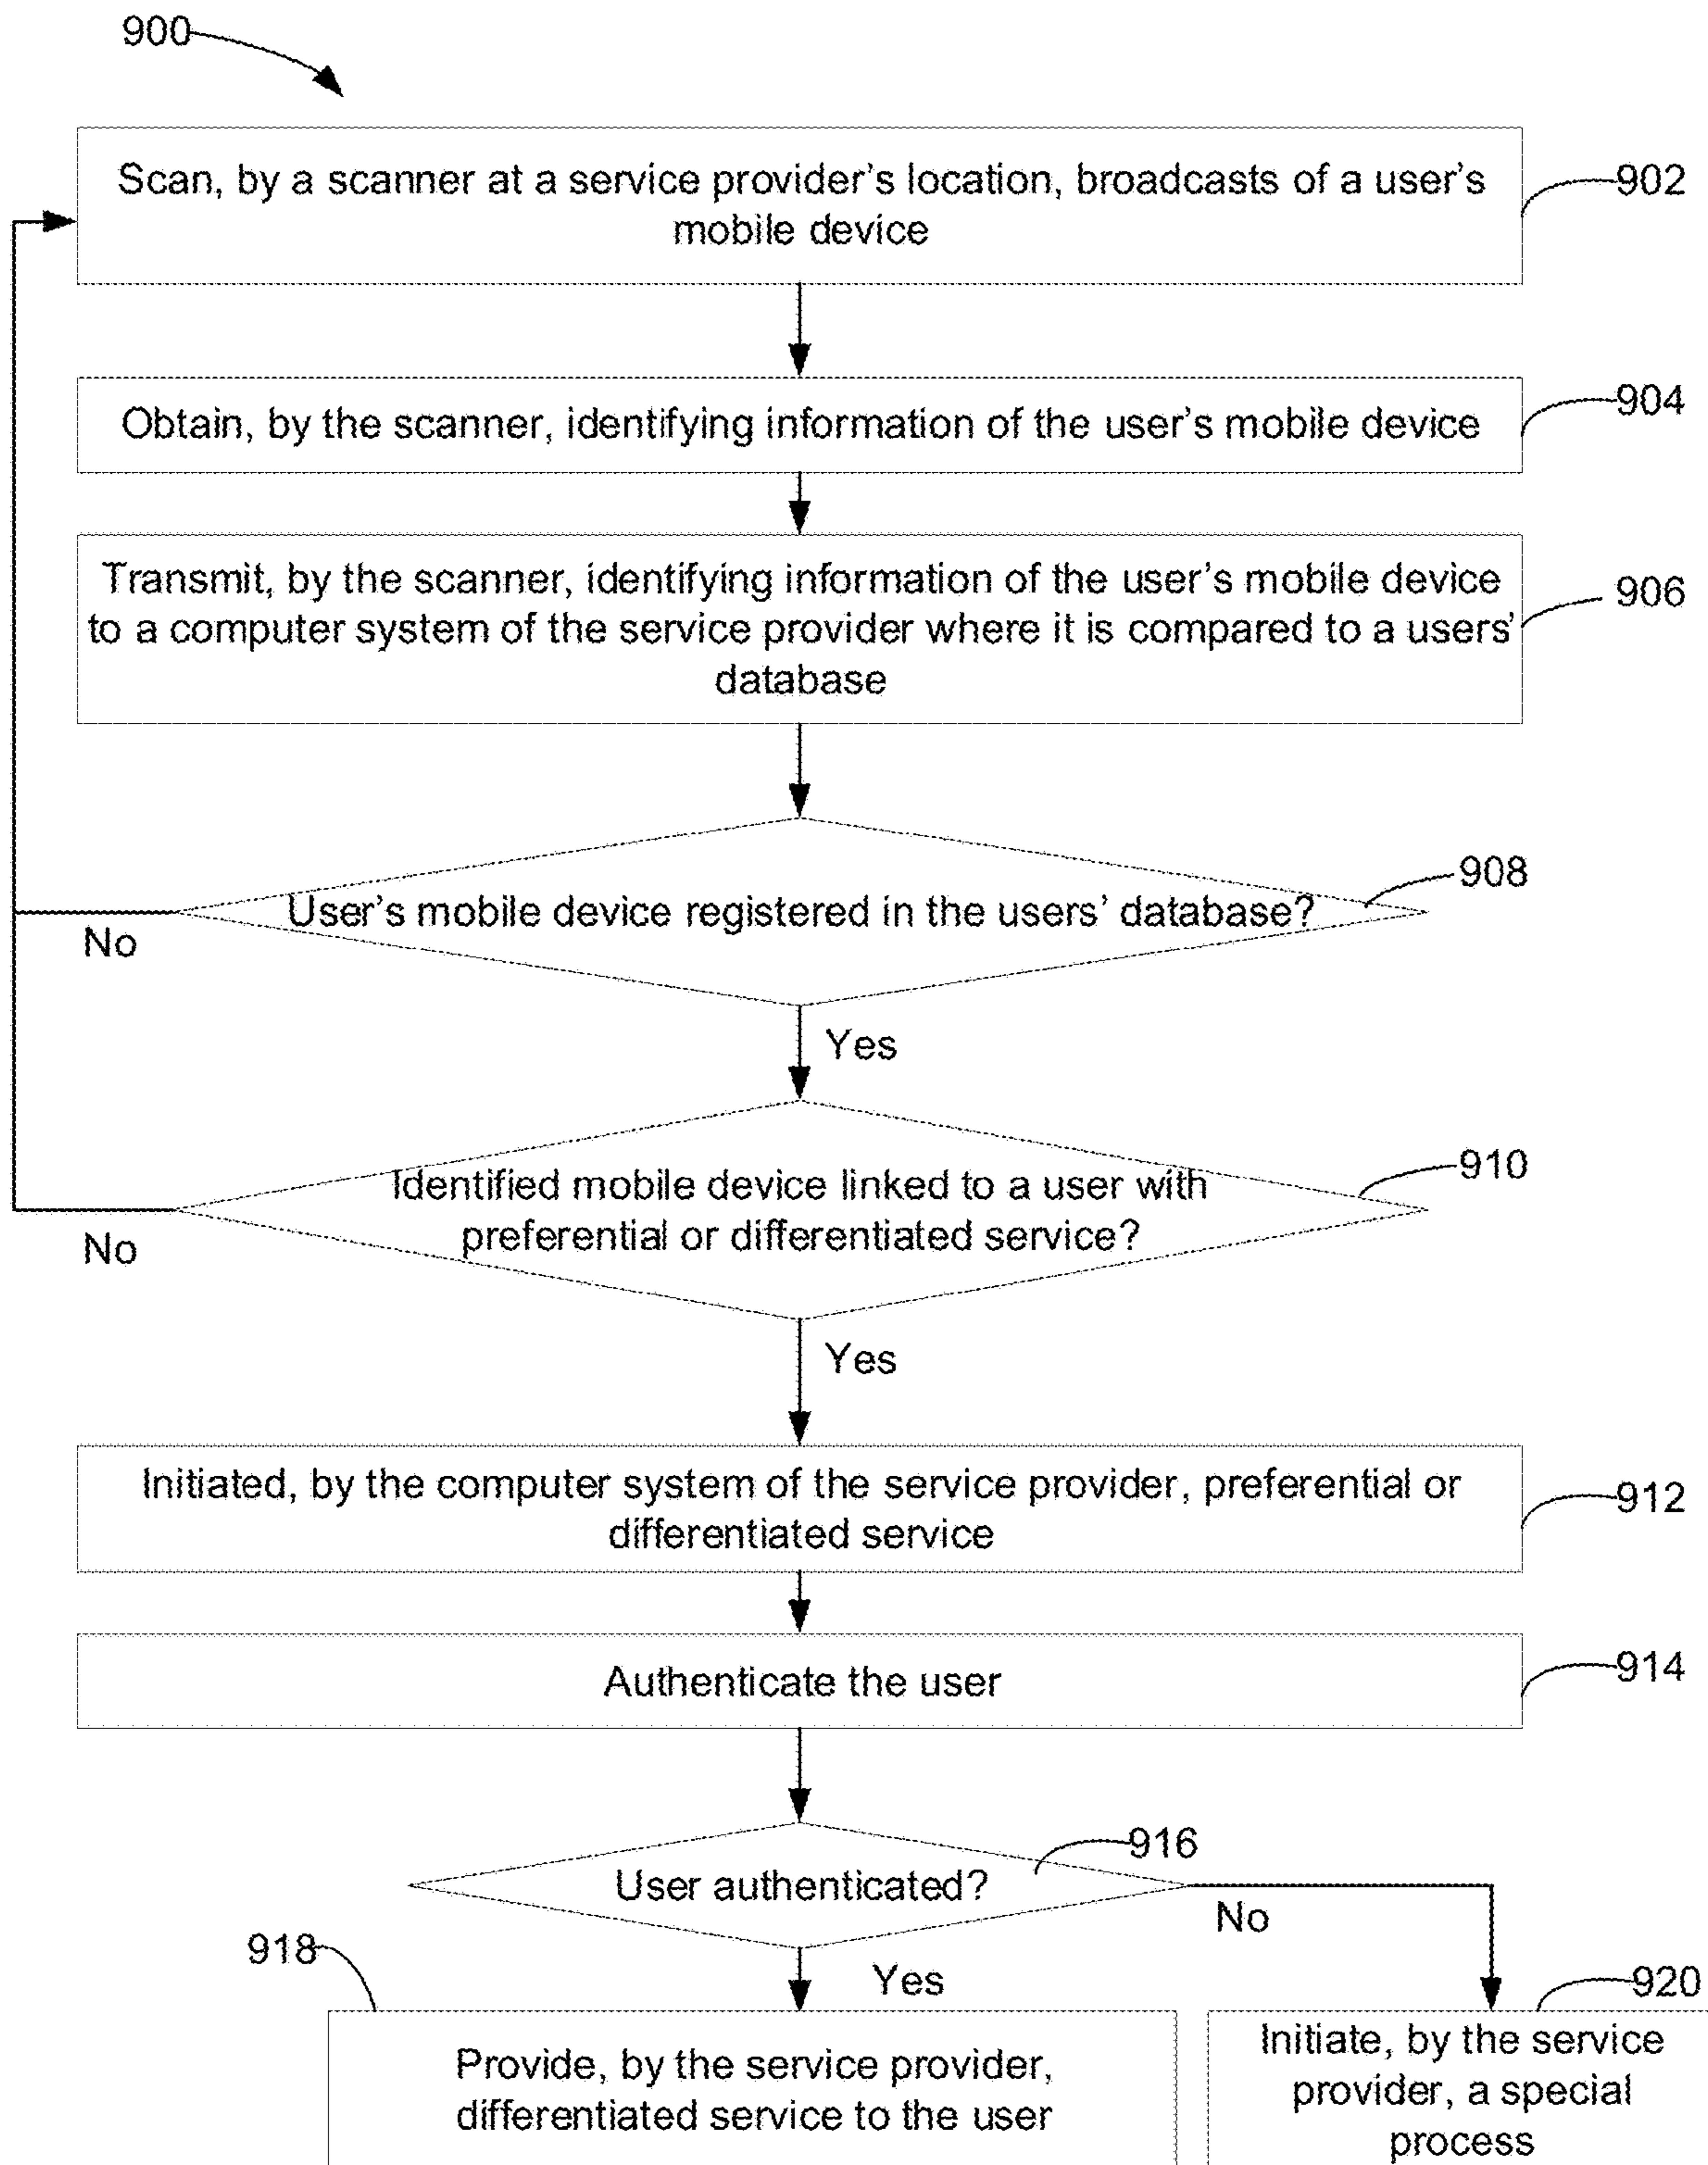 900
Scan, by a scanner at a service provider's location, broadcasts of a user's
mobile device
902
Obtain, by the scanner, identifying information of the user's mobile device
904
Transmit, by the scanner, identifying information of the user's mobile device
to a computer system of the service provider where it is compared to a users'
database
906
User's mobile device registered in the users' database?
908
No
Yes
Identified mobile device linked to a user with
preferential or differentiated service?
910
No
Yes
Initiated, by the computer system of the service provider, preferential or
differentiated service
912
Authenticate the user
914
User authenticated?
916
No
Yes
918
Provide, by the service provider,
differentiated service to the user
920
Initiate, by the service
provider, a special
process